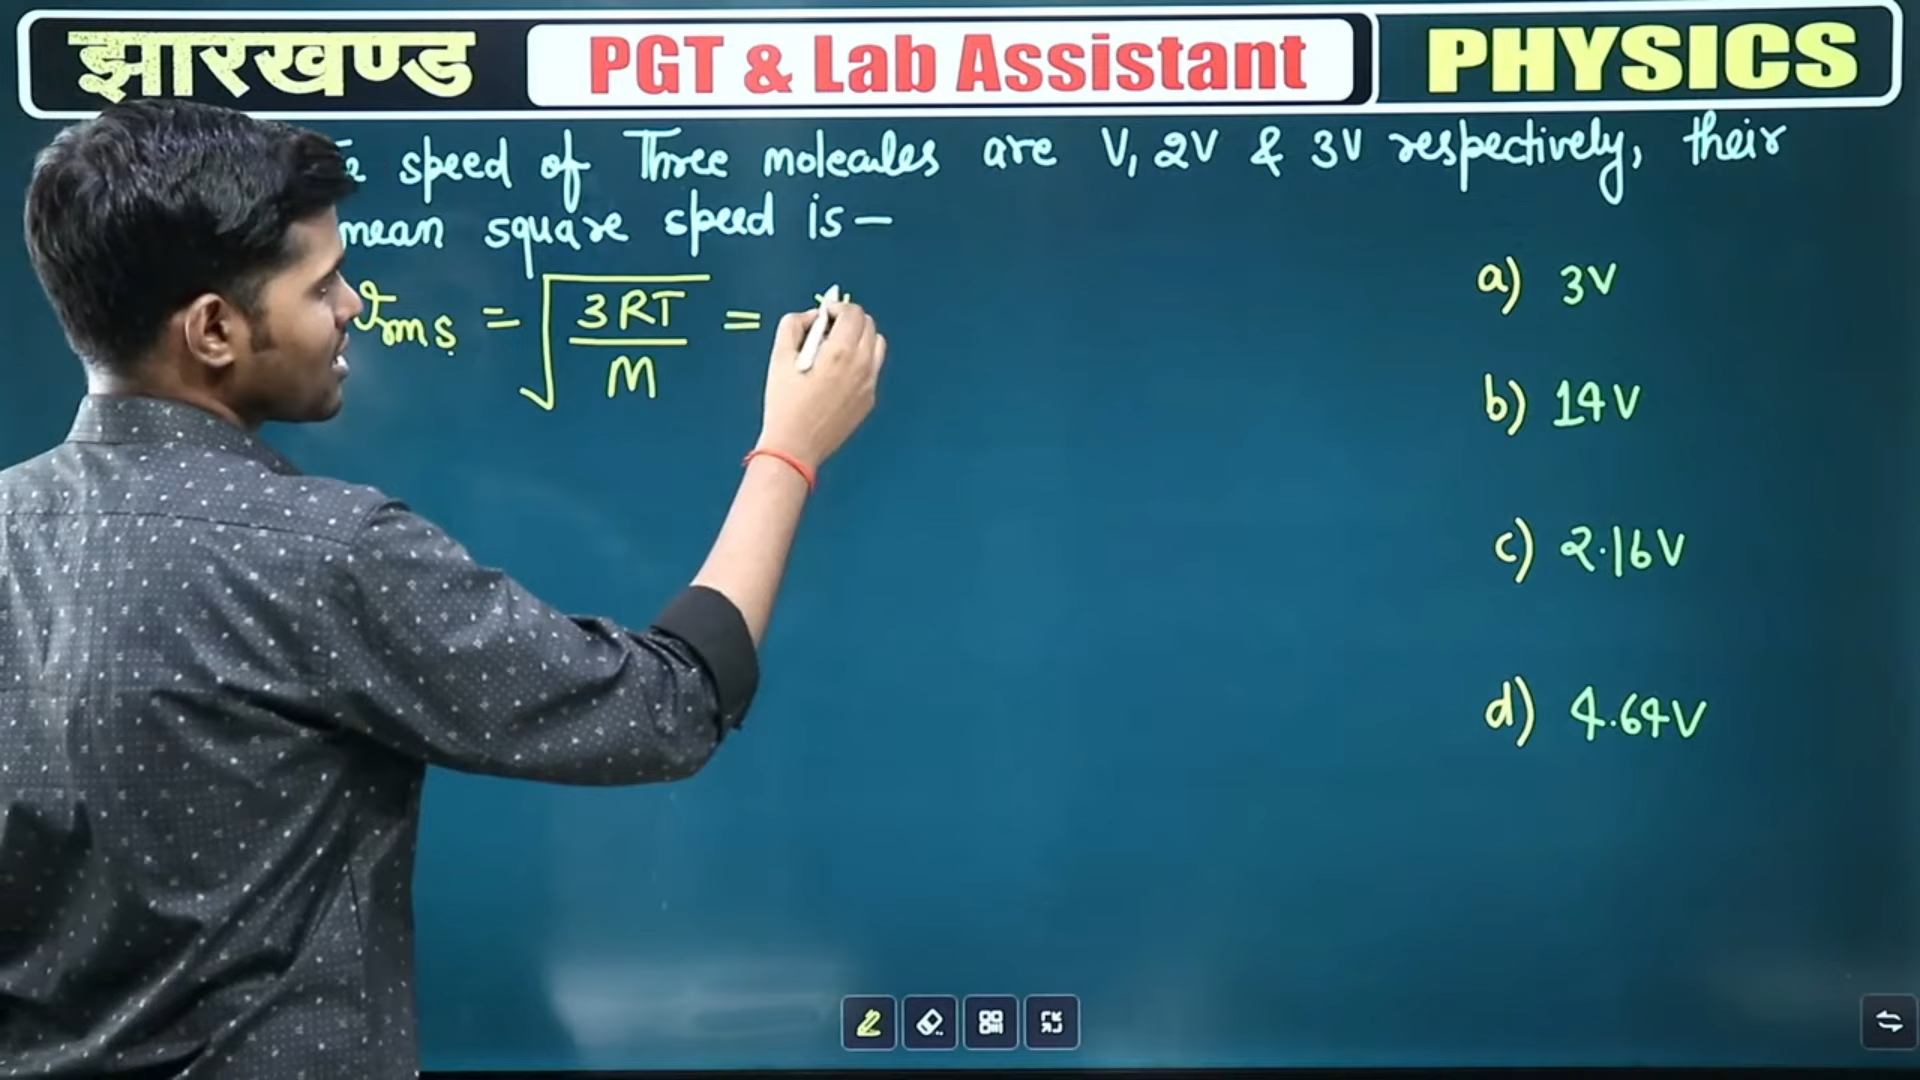 झारखण्ड PGT & Lab Assistant PHYSICS
speed of Three molecules are V, 2V & 3V respectively, their
mean square speed is —
a) 3V
vrms = √(3RT/M) =
b) 14V
c) 2.16V
d) 4.64V